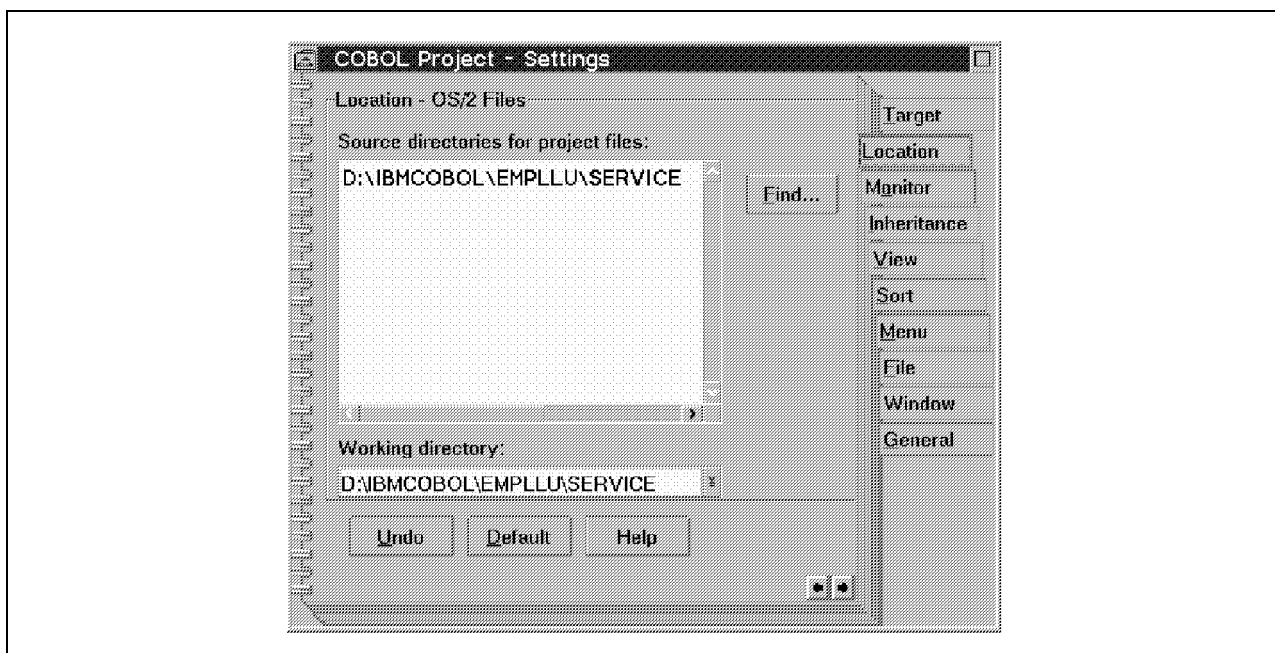 COBOL Project - Settings
Location - OS/2 Files
Source directories for project files:
D:\IBMCOBOL\EMPLLU\SERVICE
Find...
Working directory:
D:\IBMCOBOL\EMPLLU\SERVICE
Undo Default Help
Target
Location
Monitor
Inheritance
View
Sort
Menu
File
Window
General